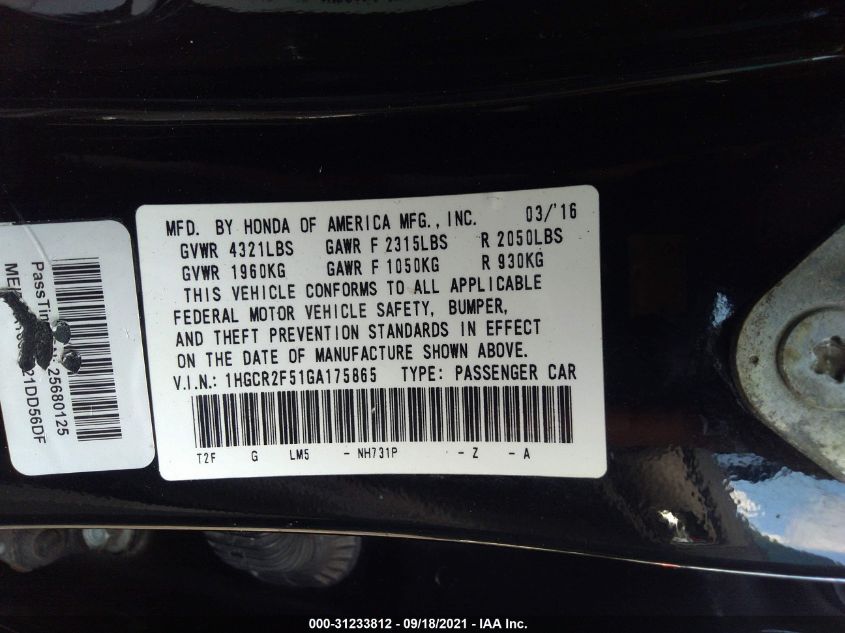 MFD. BY HONDA OF AMERICA MFG., INC. 03/'16
GVWR 4321LBS GAWR F 2315LBS R 2050LBS
GVWR 1960KG GAWR F 1050KG R 930KG
THIS VEHICLE CONFORMS TO ALL APPLICABLE
FEDERAL MOTOR VEHICLE SAFETY, BUMPER,
AND THEFT PREVENTION STANDARDS IN EFFECT
ON THE DATE OF MANUFACTURE SHOWN ABOVE.
V.I.N.: 1HGCR2F51GA175865 TYPE: PASSENGER CAR
T2F G LM5 - NH731P - Z - A
25680125
21DD56DF
000-31233812 - 09/18/2021 - IAA Inc.